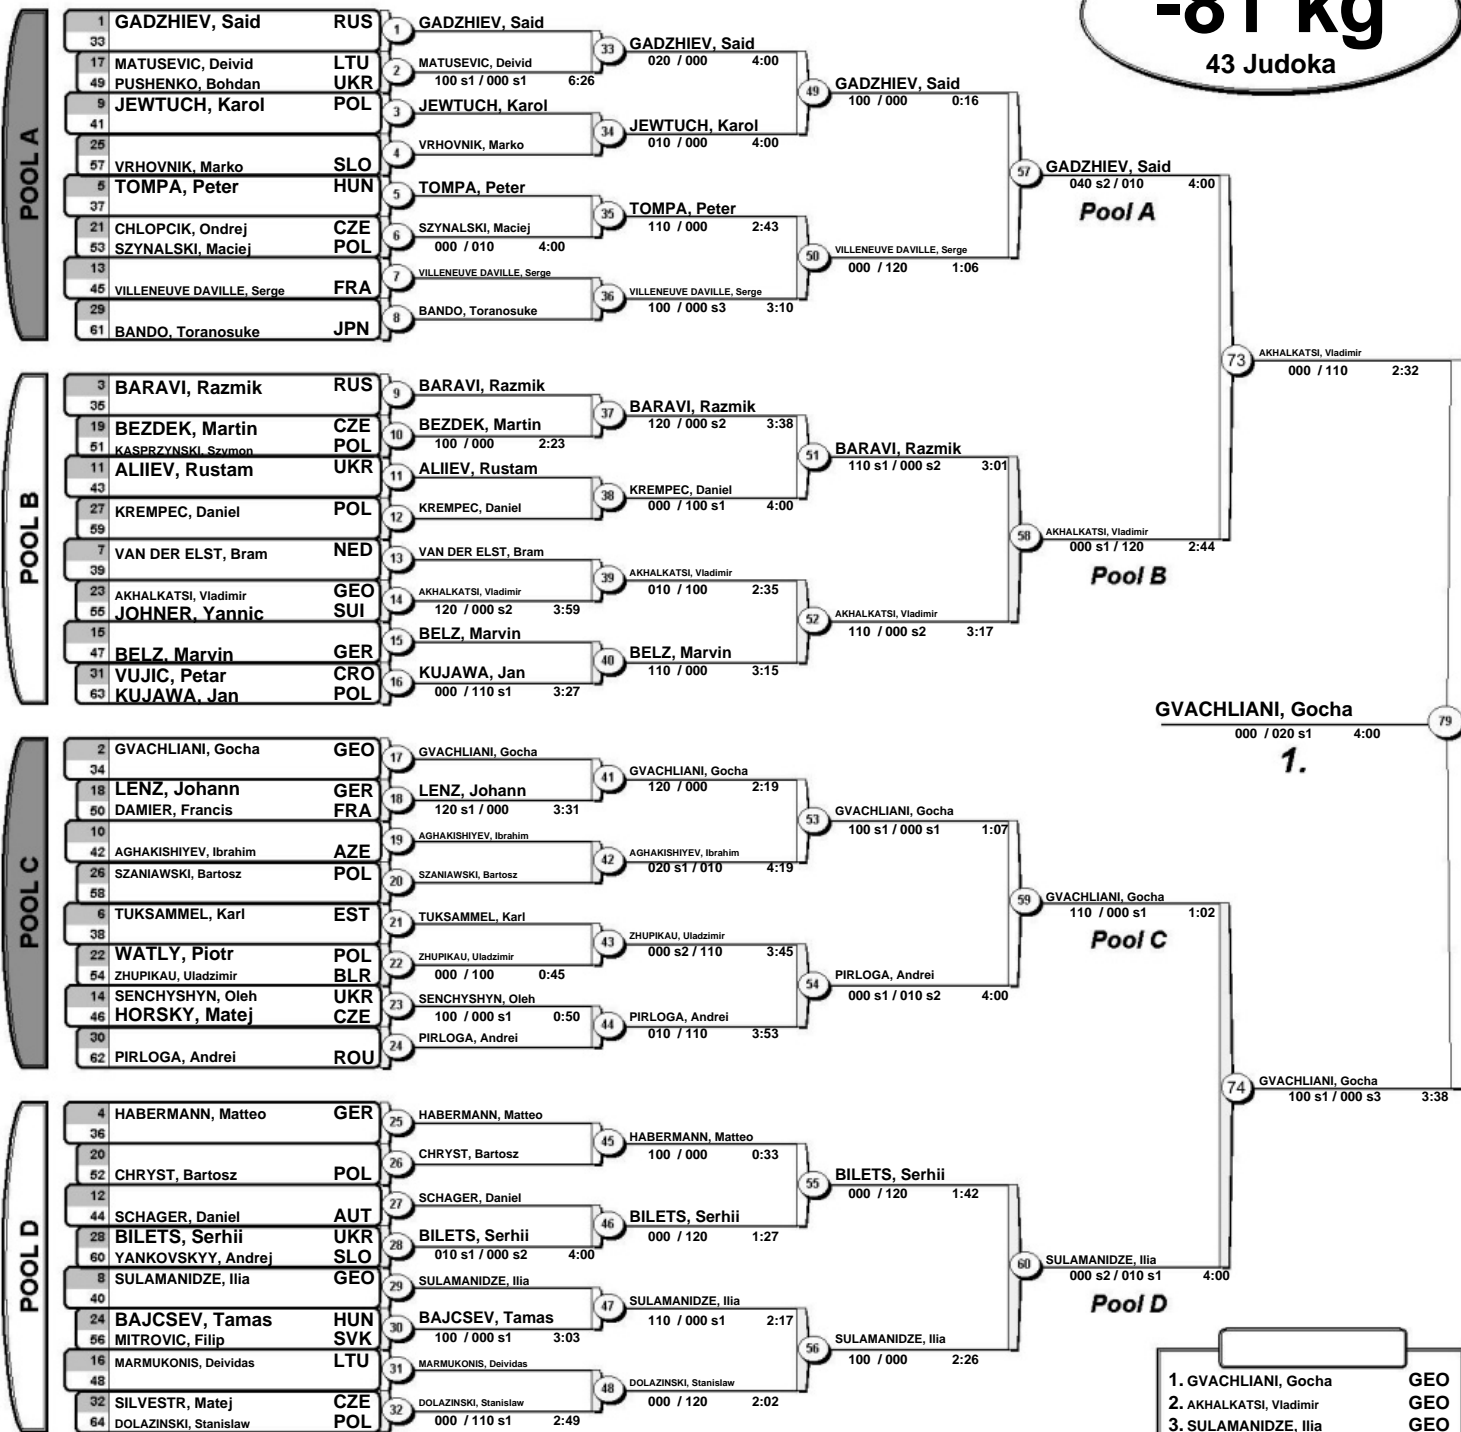 -81 kg
43 Judoka
POOL A
1 GADZHIEV, Said RUS
33
17 MATUSEVIC, Deivid LTU
49 PUSHENKO, Bohdan UKR
9 JEWTUCH, Karol POL
41
25
57 VRHOVNIK, Marko SLO
5 TOMPA, Peter HUN
37
21 CHLOPCIK, Ondrej CZE
53 SZYNALSKI, Maciej POL
13
45 VILLENEUVE DAVILLE, Serge FRA
29
61 BANDO, Toranosuke JPN
1 GADZHIEV, Said
2 MATUSEVIC, Deivid
100 s1 / 000 s1 6:26
3 JEWTUCH, Karol
4 VRHOVNIK, Marko
5 TOMPA, Peter
6 SZYNALSKI, Maciej
000 / 010 4:00
7 VILLENEUVE DAVILLE, Serge
8 BANDO, Toranosuke
33 GADZHIEV, Said
020 / 000 4:00
34 JEWTUCH, Karol
010 / 000 4:00
35 TOMPA, Peter
110 / 000 2:43
36 VILLENEUVE DAVILLE, Serge
100 / 000 s3 3:10
49 GADZHIEV, Said
100 / 000 0:16
50 VILLENEUVE DAVILLE, Serge
000 / 120 1:06
57 GADZHIEV, Said
040 s2 / 010 4:00
Pool A
POOL B
3 BARAVI, Razmik RUS
35
19 BEZDEK, Martin CZE
51 KASPRZYNSKI, Szymon POL
11 ALIIEV, Rustam UKR
43
27 KREMPEC, Daniel POL
59
7 VAN DER ELST, Bram NED
39
23 AKHALKATSI, Vladimir GEO
55 JOHNER, Yannic SUI
15
47 BELZ, Marvin GER
31 VUJIC, Petar CRO
63 KUJAWA, Jan POL
9 BARAVI, Razmik
10 BEZDEK, Martin
100 / 000 2:23
11 ALIIEV, Rustam
12 KREMPEC, Daniel
13 VAN DER ELST, Bram
14 AKHALKATSI, Vladimir
120 / 000 s2 3:59
15 BELZ, Marvin
16 KUJAWA, Jan
000 / 110 s1 3:27
37 BARAVI, Razmik
120 / 000 s2 3:38
38 KREMPEC, Daniel
000 / 100 s1 4:00
39 AKHALKATSI, Vladimir
010 / 100 2:35
40 BELZ, Marvin
110 / 000 3:15
51 BARAVI, Razmik
110 s1 / 000 s2 3:01
52 AKHALKATSI, Vladimir
110 / 000 s2 3:17
58 AKHALKATSI, Vladimir
000 s1 / 120 2:44
Pool B
73 AKHALKATSI, Vladimir
000 / 110 2:32
GVACHLIANI, Gocha 79
000 / 020 s1 4:00
1.
POOL C
2 GVACHLIANI, Gocha GEO
34
18 LENZ, Johann GER
50 DAMIER, Francis FRA
10
42 AGHAKISHIYEV, Ibrahim AZE
26 SZANIAWSKI, Bartosz POL
58
6 TUKSAMMEL, Karl EST
38
22 WATLY, Piotr POL
54 ZHUPIKAU, Uladzimir BLR
14 SENCHYSHYN, Oleh UKR
46 HORSKY, Matej CZE
30
62 PIRLOGA, Andrei ROU
17 GVACHLIANI, Gocha
18 LENZ, Johann
120 s1 / 000 3:31
19 AGHAKISHIYEV, Ibrahim
20 SZANIAWSKI, Bartosz
21 TUKSAMMEL, Karl
22 ZHUPIKAU, Uladzimir
000 / 100 0:45
23 SENCHYSHYN, Oleh
100 / 000 s1 0:50
24 PIRLOGA, Andrei
41 GVACHLIANI, Gocha
120 / 000 2:19
42 AGHAKISHIYEV, Ibrahim
020 s1 / 010 4:19
43 ZHUPIKAU, Uladzimir
000 s2 / 110 3:45
44 PIRLOGA, Andrei
010 / 110 3:53
53 GVACHLIANI, Gocha
100 s1 / 000 s1 1:07
54 PIRLOGA, Andrei
000 s1 / 010 s2 4:00
59 GVACHLIANI, Gocha
110 / 000 s1 1:02
Pool C
74 GVACHLIANI, Gocha
100 s1 / 000 s3 3:38
POOL D
4 HABERMANN, Matteo GER
36
20
52 CHRYST, Bartosz POL
12
44 SCHAGER, Daniel AUT
28 BILETS, Serhii UKR
60 YANKOVSKYY, Andrej SLO
8 SULAMANIDZE, Ilia GEO
40
24 BAJCSEV, Tamas HUN
56 MITROVIC, Filip SVK
16 MARMUKONIS, Deividas LTU
48
32 SILVESTR, Matej CZE
64 DOLAZINSKI, Stanislaw POL
25 HABERMANN, Matteo
26 CHRYST, Bartosz
27 SCHAGER, Daniel
28 BILETS, Serhii
010 s1 / 000 s2 4:00
29 SULAMANIDZE, Ilia
30 BAJCSEV, Tamas
100 / 000 s1 3:03
31 MARMUKONIS, Deividas
32 DOLAZINSKI, Stanislaw
000 / 110 s1 2:49
45 HABERMANN, Matteo
100 / 000 0:33
46 BILETS, Serhii
000 / 120 1:27
47 SULAMANIDZE, Ilia
110 / 000 s1 2:17
48 DOLAZINSKI, Stanislaw
000 / 120 2:02
55 BILETS, Serhii
000 / 120 1:42
56 SULAMANIDZE, Ilia
100 / 000 2:26
60 SULAMANIDZE, Ilia
000 s2 / 010 s1 4:00
Pool D
1. GVACHLIANI, Gocha GEO
2. AKHALKATSI, Vladimir GEO
3. SULAMANIDZE, Ilia GEO